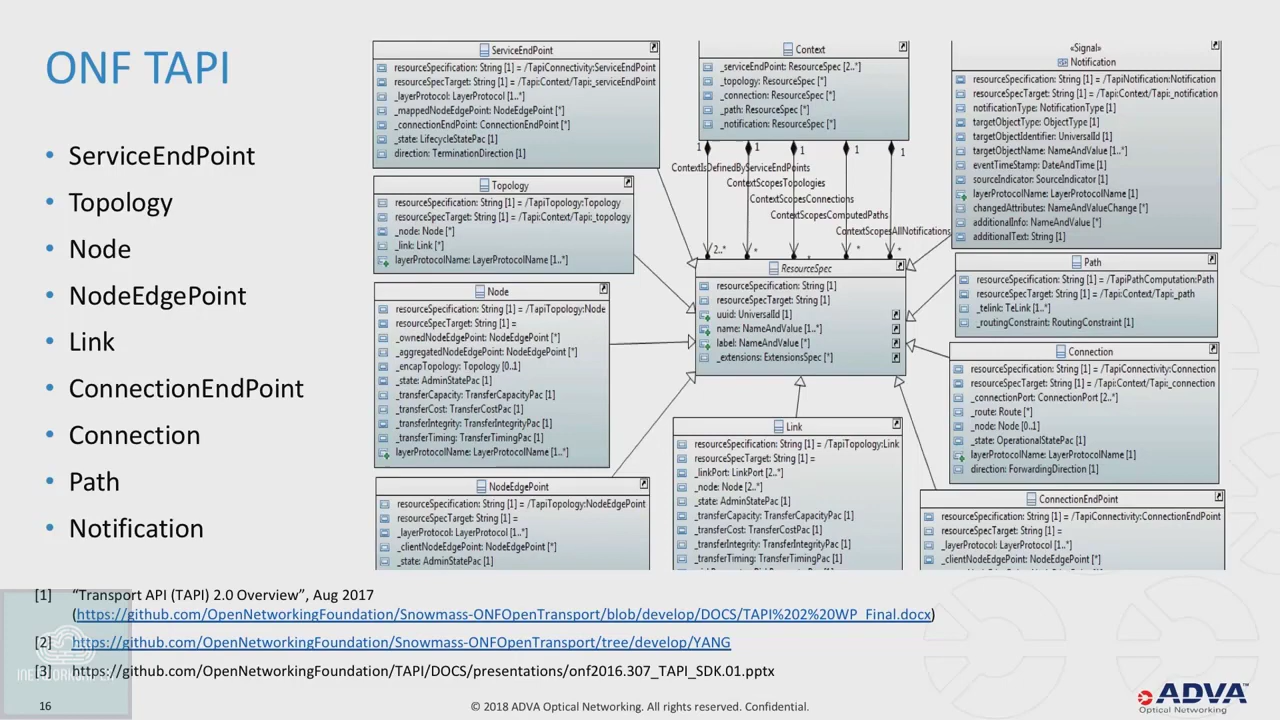 ONF TAPI
• ServiceEndPoint
• Topology
• Node
• NodeEdgePoint
• Link
• ConnectionEndPoint
• Connection
• Path
• Notification
ServiceEndPoint
resourceSpecification: String [1] = /TapiConnectivity:ServiceEndPoint
resourceSpecTarget: String [1] = /Tapi:Context/Tapi:_serviceEndPoint
_layerProtocol: LayerProtocol [1..*]
_mappedNodeEdgePoint: NodeEdgePoint [*]
_connectionEndPoint: ConnectionEndPoint [*]
_state: LifecycleStatePac [1]
direction: TerminationDirection [1]
Topology
resourceSpecification: String [1] = /TapiTopology:Topology
resourceSpecTarget: String [1] = /Tapi:Context/Tapi:_topology
_node: Node [*]
_link: Link [*]
layerProtocolName: LayerProtocolName [1..*]
Node
resourceSpecification: String [1] = /TapiTopology:Node
resourceSpecTarget: String [1] =
_ownedNodeEdgePoint: NodeEdgePoint [*]
_aggregatedNodeEdgePoint: NodeEdgePoint [*]
_encapTopology: Topology [0..1]
_state: AdminStatePac [1]
_transferCapacity: TransferCapacityPac [1]
_transferCost: TransferCostPac [1]
_transferIntegrity: TransferIntegrityPac [1]
_transferTiming: TransferTimingPac [1]
layerProtocolName: LayerProtocolName [1..*]
NodeEdgePoint
resourceSpecification: String [1] = /TapiTopology:NodeEdgePoint
resourceSpecTarget: String [1] =
_layerProtocol: LayerProtocol [1..*]
_clientNodeEdgePoint: NodeEdgePoint [*]
_state: AdminStatePac [1]
Context
_serviceEndPoint: ResourceSpec [2..*]
_topology: ResourceSpec [*]
_connection: ResourceSpec [*]
_path: ResourceSpec [*]
_notification: ResourceSpec [*]
1 1 1 1 1
ContextIsDefinedByServiceEndPoints
ContextScopesTopologies
ContextScopesConnections
ContextScopesComputedPaths
ContextScopesAllNotifications
2..* * * * *
ResourceSpec
resourceSpecification: String [1]
resourceSpecTarget: String [1]
uuid: UniversalId [1]
name: NameAndValue [1..*]
label: NameAndValue [*]
_extensions: ExtensionsSpec [*]
Link
resourceSpecification: String [1] = /TapiTopology:Link
resourceSpecTarget: String [1] =
_linkPort: LinkPort [2..*]
_node: Node [2..*]
_state: AdminStatePac [1]
_transferCapacity: TransferCapacityPac [1]
_transferCost: TransferCostPac [1]
_transferIntegrity: TransferIntegrityPac [1]
_transferTiming: TransferTimingPac [1]
«Signal»
Notification
resourceSpecification: String [1] = /TapiNotification:Notification
resourceSpecTarget: String [1] = /Tapi:Context/Tapi:_notification
notificationType: NotificationType [1]
targetObjectType: ObjectType [1]
targetObjectIdentifier: UniversalId [1]
targetObjectName: NameAndValue [1..*]
eventTimeStamp: DateAndTime [1]
sourceIndicator: SourceIndicator [1]
layerProtocolName: LayerProtocolName [1]
changedAttributes: NameAndValueChange [*]
additionalInfo: NameAndValue [*]
additionalText: String [1]
Path
resourceSpecification: String [1] = /TapiPathComputation:Path
resourceSpecTarget: String [1] = /Tapi:Context/Tapi:_path
_telink: TeLink [1..*]
_routingConstraint: RoutingConstraint [1]
Connection
resourceSpecification: String [1] = /TapiConnectivity:Connection
resourceSpecTarget: String [1] = /Tapi:Context/Tapi:_connection
_connectionPort: ConnectionPort [2..*]
_route: Route [*]
_node: Node [0..1]
_state: OperationalStatePac [1]
layerProtocolName: LayerProtocolName [1]
direction: ForwardingDirection [1]
ConnectionEndPoint
resourceSpecification: String [1] = /TapiConnectivity:ConnectionEndPoint
resourceSpecTarget: String [1] =
_layerProtocol: LayerProtocol [1..*]
_clientNodeEdgePoint: NodeEdgePoint [*]
[1] “Transport API (TAPI) 2.0 Overview”, Aug 2017
(https://github.com/OpenNetworkingFoundation/Snowmass-ONFOpenTransport/blob/develop/DOCS/TAPI%202%20WP_Final.docx)
[2] https://github.com/OpenNetworkingFoundation/Snowmass-ONFOpenTransport/tree/develop/YANG
[3] https://github.com/OpenNetworkingFoundation/TAPI/DOCS/presentations/onf2016.307_TAPI_SDK.01.pptx
16
© 2018 ADVA Optical Networking. All rights reserved. Confidential.
ADVA™
Optical Networking